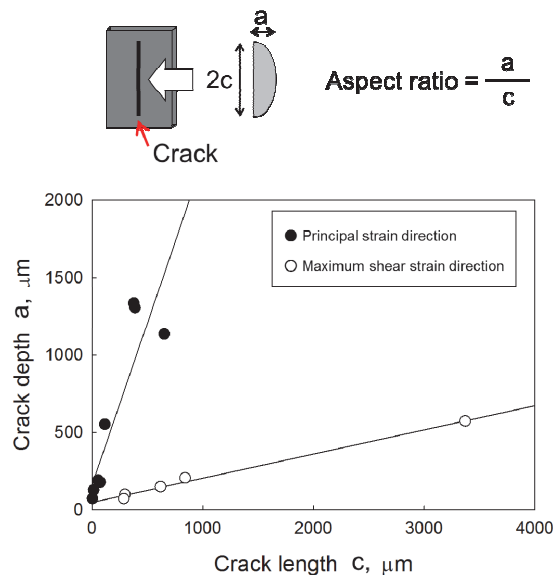 a
2c
Aspect ratio = a/c
Crack
2000
1500
1000
500
0
Principal strain direction
Maximum shear strain direction
Crack depth a, μm
0 1000 2000 3000 4000
Crack length c, μm